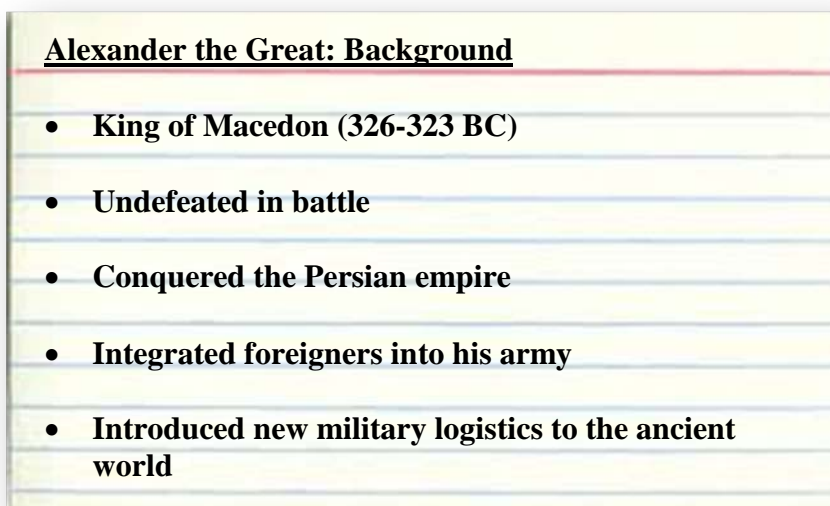 Alexander the Great: Background
• King of Macedon (326-323 BC)
• Undefeated in battle
• Conquered the Persian empire
• Integrated foreigners into his army
• Introduced new military logistics to the ancient
world